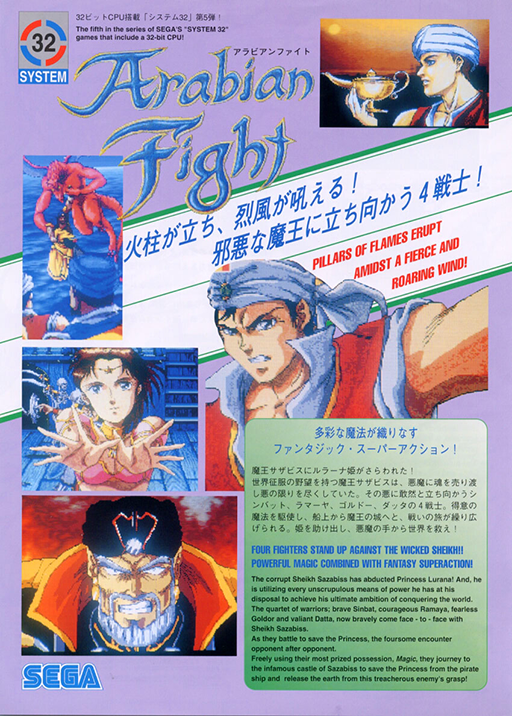 32ビットCPU搭載「システム32」第5弾！
The fifth in the series of SEGA'S "SYSTEM 32"
games that include a 32-bit CPU!
32
SYSTEM
アラビアンファイト
Arabian
Fight
火柱が立ち、烈風が吼える！
邪悪な魔王に立ち向かう4戦士！
PILLARS OF FLAMES ERUPT
AMIDST A FIERCE AND
ROARING WIND!
多彩な魔法が織りなす
ファンタジック・スーパーアクション！
魔王サザビスにルラーナ姫がさらわれた！
世界征服の野望を持つ魔王サザビスは、悪魔に魂を売り渡
し悪の限りを尽くしていた。その悪に敢然と立ち向かうシ
ンバット、ラマーヤ、ゴルドー、ダッタの4戦士。得意の
魔法を駆使し、船上から魔王の城へと、戦いの旅が繰り広
げられる。姫を助け出し、悪魔の手から世界を救え！
FOUR FIGHTERS STAND UP AGAINST THE WICKED SHEIKH!!
POWERFUL MAGIC COMBINED WITH FANTASY SUPERACTION!
The corrupt Sheikh Sazabiss has abducted Princess Lurana! And, he
is utilizing every unscrupulous means of power he has at his
disposal to achieve his ultimate ambition of conquering the world.
The quartet of warriors; brave Sinbat, courageous Ramaya, fearless
Goldor and valiant Datta, now bravely come face - to - face with
Sheikh Sazabiss.
As they battle to save the Princess, the foursome encounter
opponent after opponent.
Freely using their most prized possession, Magic, they journey to
the infamous castle of Sazabiss to save the Princess from the pirate
ship and release the earth from this treacherous enemy's grasp!
SEGA